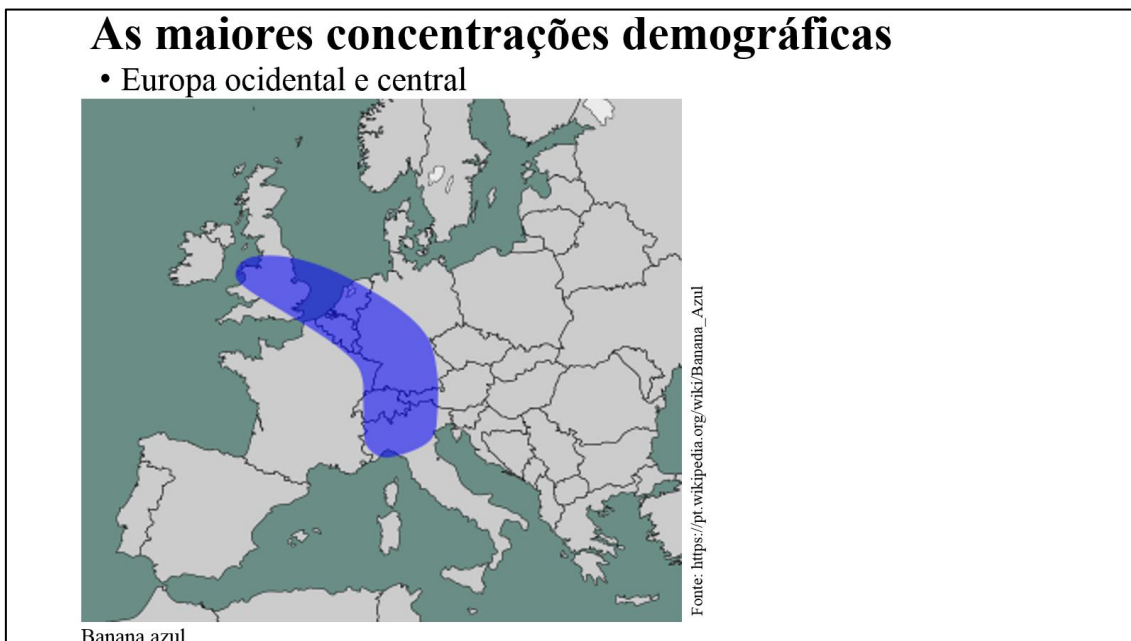 As maiores concentrações demográficas
• Europa ocidental e central
Fonte: https://pt.wikipedia.org/wiki/Banana_Azul
Banana azul